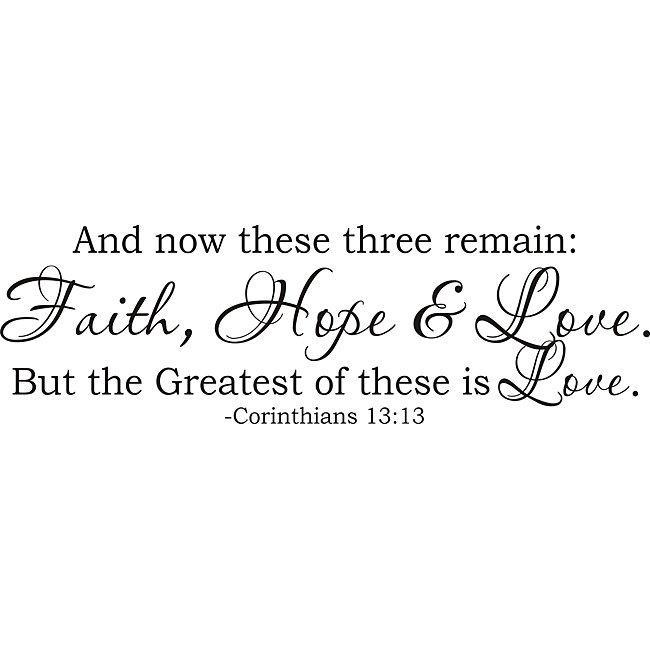 And now these three remain:
Faith, Hope & Love.
But the Greatest of these is Love.
-Corinthians 13:13